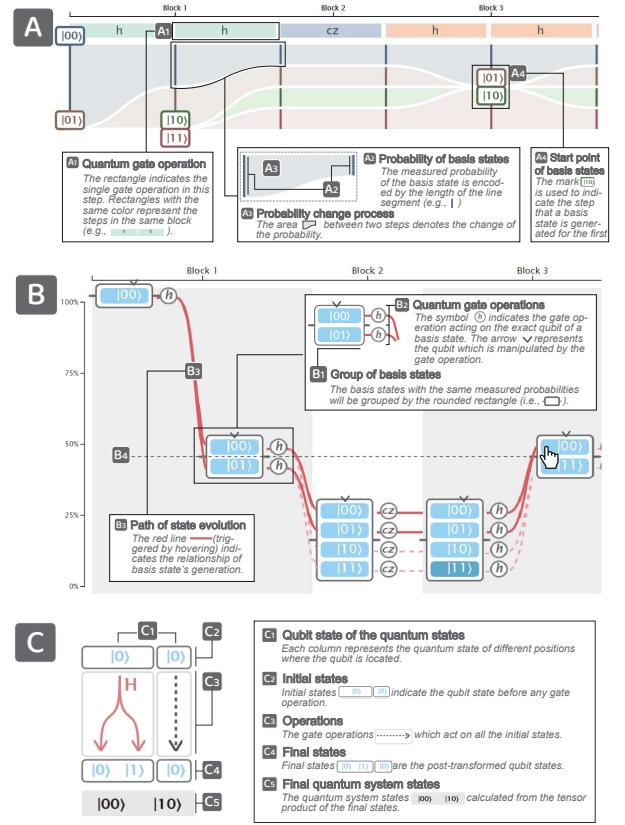 A
Block 1
Block 2
Block 3
|00⟩
h
A1
h
cz
h
h
|01⟩
|10⟩
|11⟩
|01⟩
|10⟩
A4
A1 Quantum gate operation
The rectangle indicates the
single gate operation in this
step. Rectangles with the
same color represent the
steps in the same block
(e.g., h h ).
A3
A2
A2 Probability of basis states
The measured probability
of the basis state is encod-
ed by the length of the line
segment (e.g., | )
A3 Probability change process
The area between two steps denotes the change of
the probability.
A4 Start point
of basis states
The mark |10⟩
is used to indi-
cate the step
that a basis
state is gener-
ated for the first
B
Block 1
Block 2
Block 3
100%
75%
50%
25%
0%
|00⟩ h
B3
B4
|00⟩ h
|01⟩ h
|00⟩ h
|01⟩ h
B2 Quantum gate operations
The symbol h indicates the gate op-
eration acting on the exact qubit of a
basis state. The arrow represents
the qubit which is manipulated by the
gate operation.
B1 Group of basis states
The basis states with the same measured probabilities
will be grouped by the rounded rectangle (i.e., ).
|00⟩ cz
|01⟩ cz
|10⟩ cz
|11⟩ cz
|00⟩ h
|01⟩ h
|10⟩ h
|11⟩ h
|00⟩
|11⟩
B3 Path of state evolution
The red line (trig-
gered by hovering) indi-
cates the relationship of
basis state's generation.
C
C1
C2
|0⟩ |0⟩
H
C3
|0⟩ |1⟩ |0⟩
C4
|00⟩ |10⟩
C5
C1 Qubit state of the quantum states
Each column represents the quantum state of different positions
where the qubit is located.
C2 Initial states
Initial states |0⟩ |0⟩ indicate the qubit state before any gate
operation.
C3 Operations
The gate operations which act on all the initial states.
C4 Final states
Final states |0⟩ |1⟩ |0⟩ are the post-transformed qubit states.
C5 Final quantum system states
The quantum system states |00⟩ |10⟩ calculated from the tensor
product of the final states.